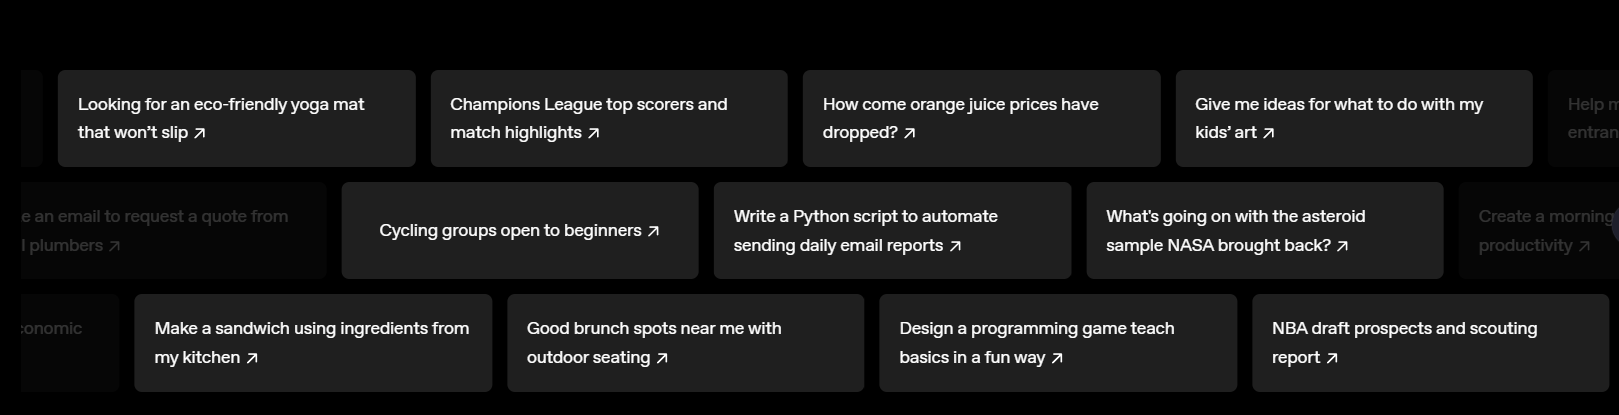 Looking for an eco-friendly yoga mat
that won’t slip ↗
Champions League top scorers and
match highlights ↗
How come orange juice prices have
dropped? ↗
Give me ideas for what to do with my
kids’ art ↗
Help
entran
e an email to request a quote from
l plumbers ↗
Cycling groups open to beginners ↗
Write a Python script to automate
sending daily email reports ↗
What's going on with the asteroid
sample NASA brought back? ↗
Create a morning
productivity ↗
conomic
Make a sandwich using ingredients from
my kitchen ↗
Good brunch spots near me with
outdoor seating ↗
Design a programming game teach
basics in a fun way ↗
NBA draft prospects and scouting
report ↗